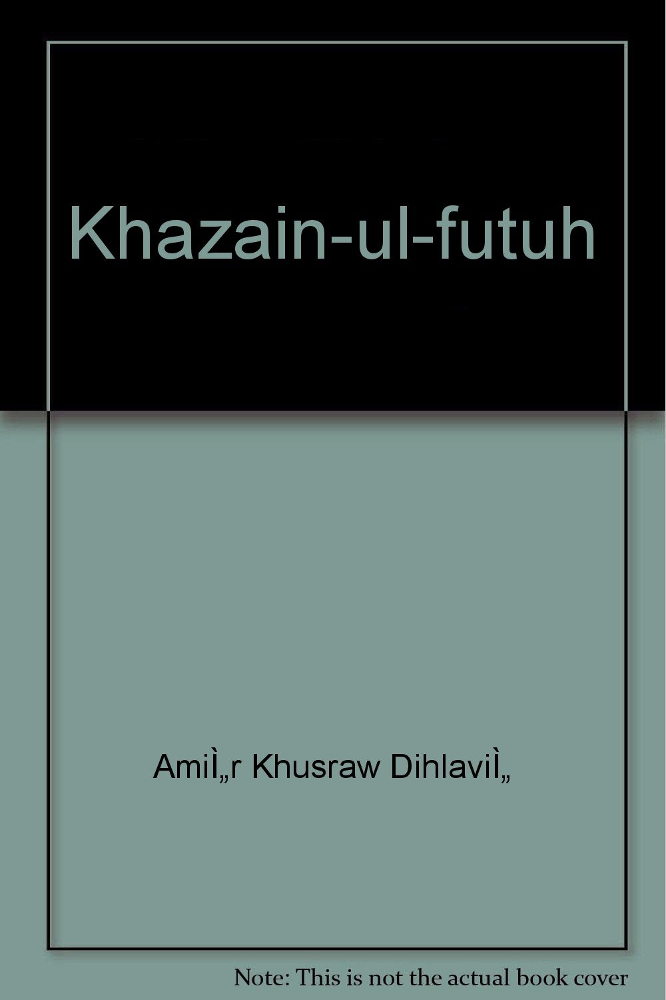 Khazain-ul-futuh
AmiÌ„r Khusraw DihlaviÌ„
Note: This is not the actual book cover